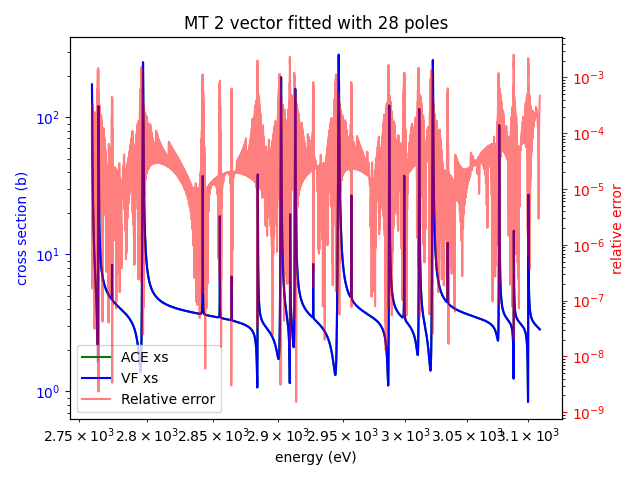 MT 2 vector fitted with 28 poles
cross section (b)
10²
10¹
10⁰
ACE xs
VF xs
Relative error
10⁻³
10⁻⁴
10⁻⁵
10⁻⁶
10⁻⁷
10⁻⁸
10⁻⁹
relative error
2.75 × 10³ 2.8 × 10³ 2.85 × 10³ 2.9 × 10³ 2.95 × 10³ 3 × 10³ 3.05 × 10³ 3.1 × 10³
energy (eV)